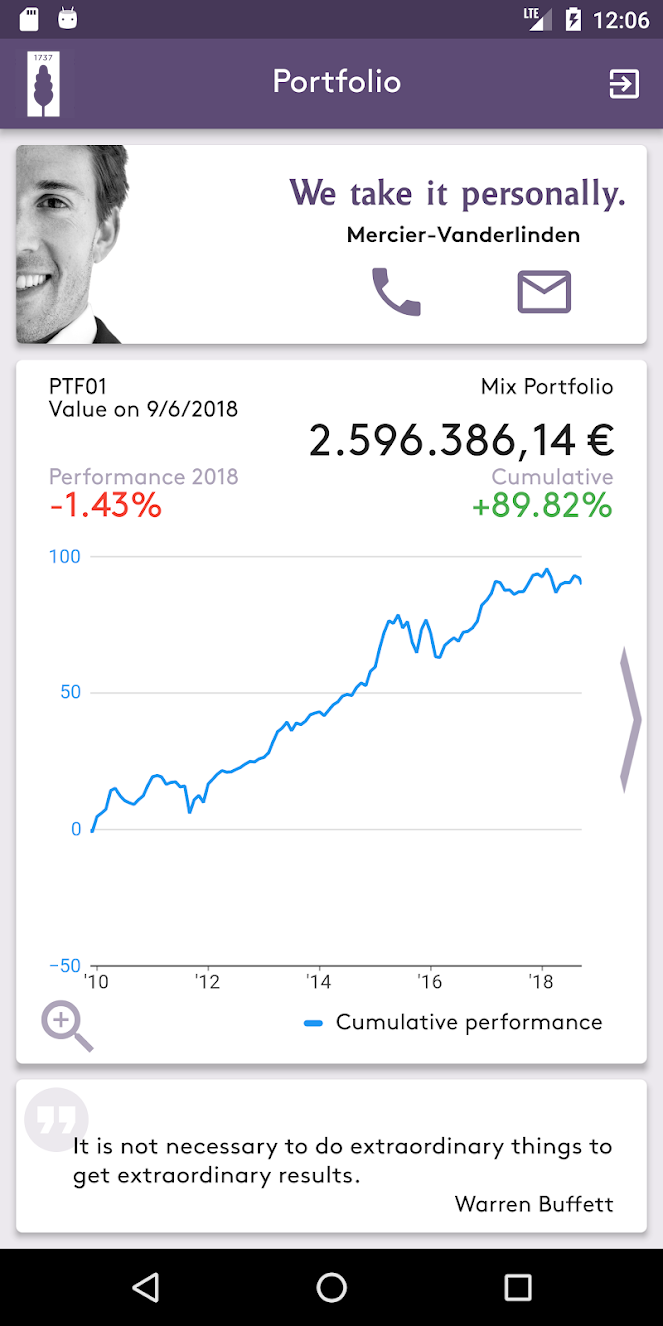 LTE 12:06
1737
Portfolio
We take it personally.
Mercier-Vanderlinden
PTF01
Mix Portfolio
Value on 9/6/2018
2.596.386,14 €
Performance 2018
Cumulative
-1.43%
+89.82%
100
50
0
-50
'10 '12 '14 '16 '18
Cumulative performance
It is not necessary to do extraordinary things to
get extraordinary results.
Warren Buffett